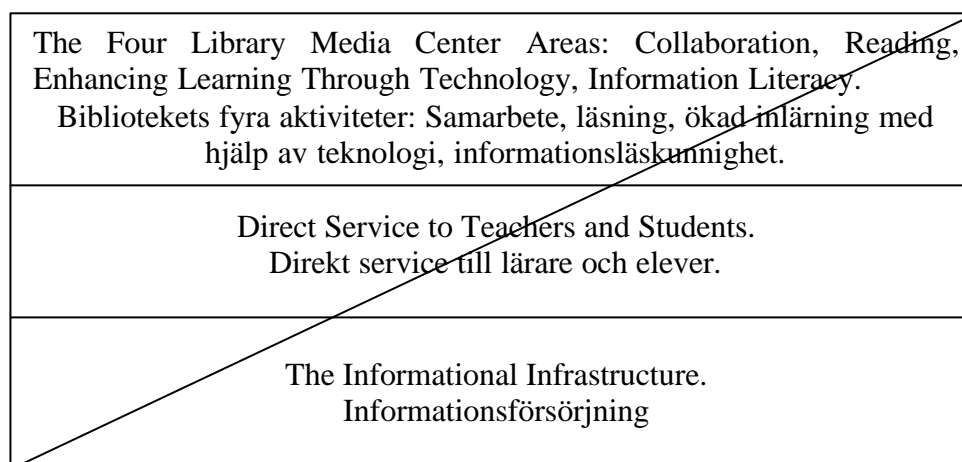 The Four Library Media Center Areas: Collaboration, Reading,
Enhancing Learning Through Technology, Information Literacy.
Bibliotekets fyra aktiviteter: Samarbete, läsning, ökad inlärning med
hjälp av teknologi, informationsläskunnighet.
Direct Service to Teachers and Students.
Direkt service till lärare och elever.
The Informational Infrastructure.
Informationsförsörjning